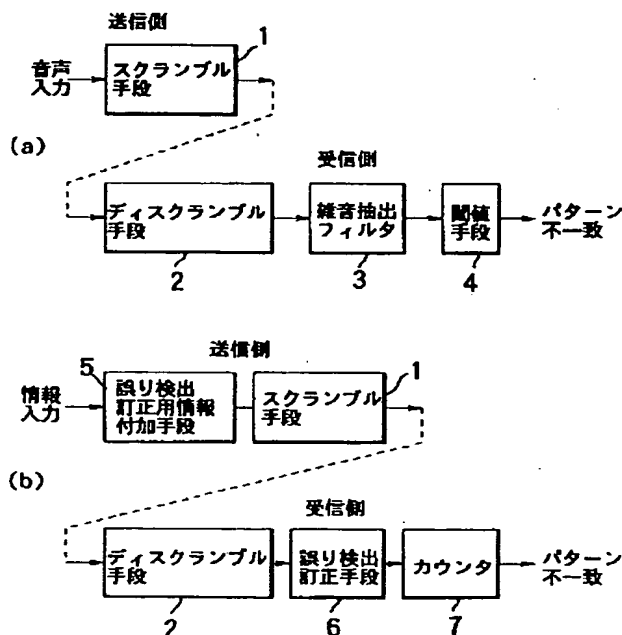 送信側
1
音声
入力
スクランブル
手段
(a)
受信側
ディスクランブル
手段
雑音抽出
フィルタ
閾値
手段
パターン
不一致
2
3
4
送信側
5
1
情報
入力
誤り検出
訂正用情報
付加手段
スクランブル
手段
(b)
受信側
ディスクランブル
手段
誤り検出
訂正手段
カウンタ
パターン
不一致
2
6
7